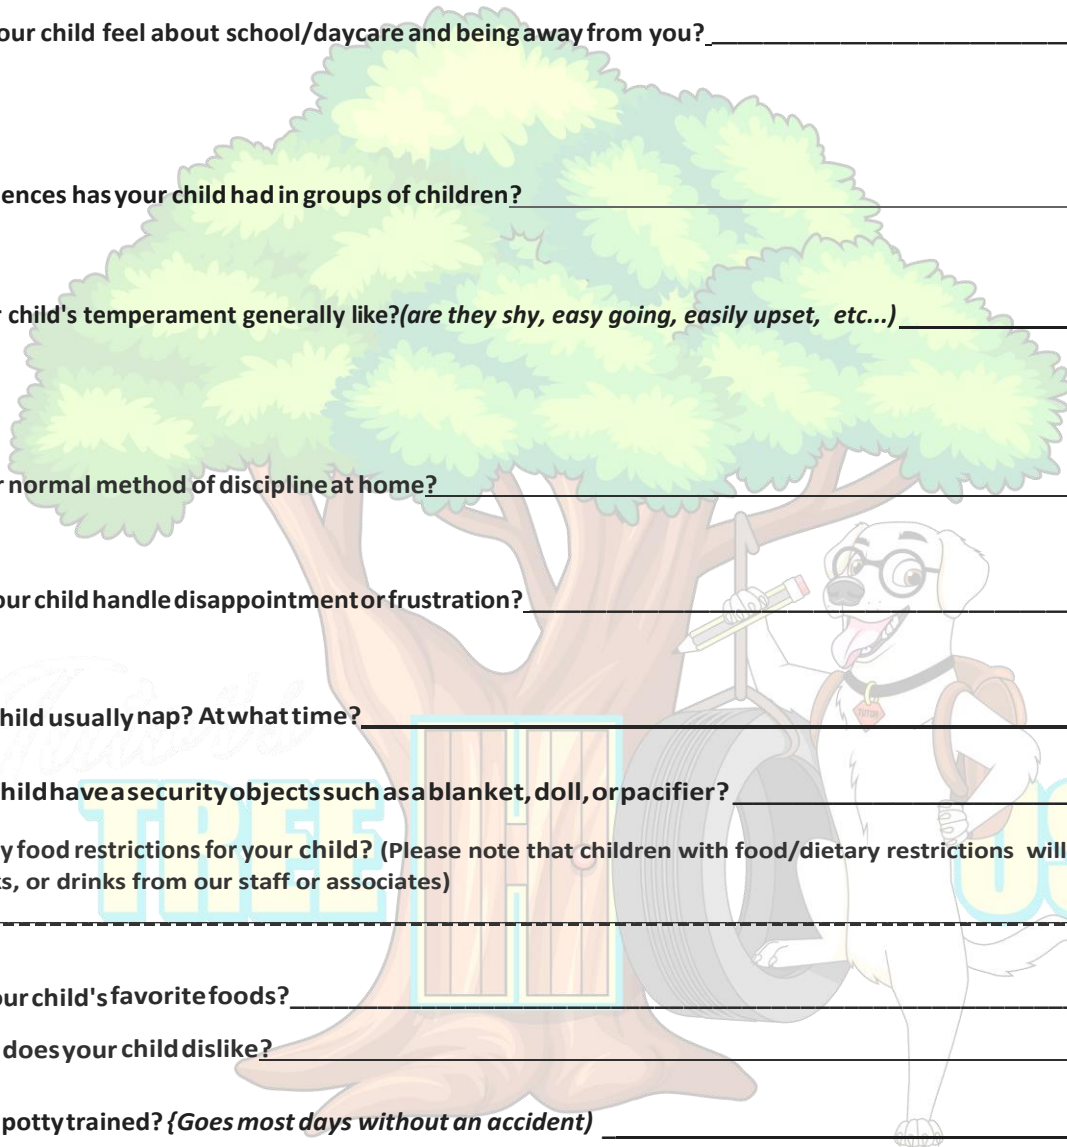 our child feel about school/daycare and being away from you?
ences has your child had in groups of children?
r child's temperament generally like?(are they shy, easy going, easily upset, etc...)
r normal method of discipline at home?
our child handle disappointment or frustration?
hild usually nap? At what time?
child have a security objects such as a blanket, doll, or pacifier?
y food restrictions for your child? (Please note that children with food/dietary restrictions will
ks, or drinks from our staff or associates)
our child's favorite foods?
does your child dislike?
potty trained? {Goes most days without an accident)
TREE H US
TUTOR